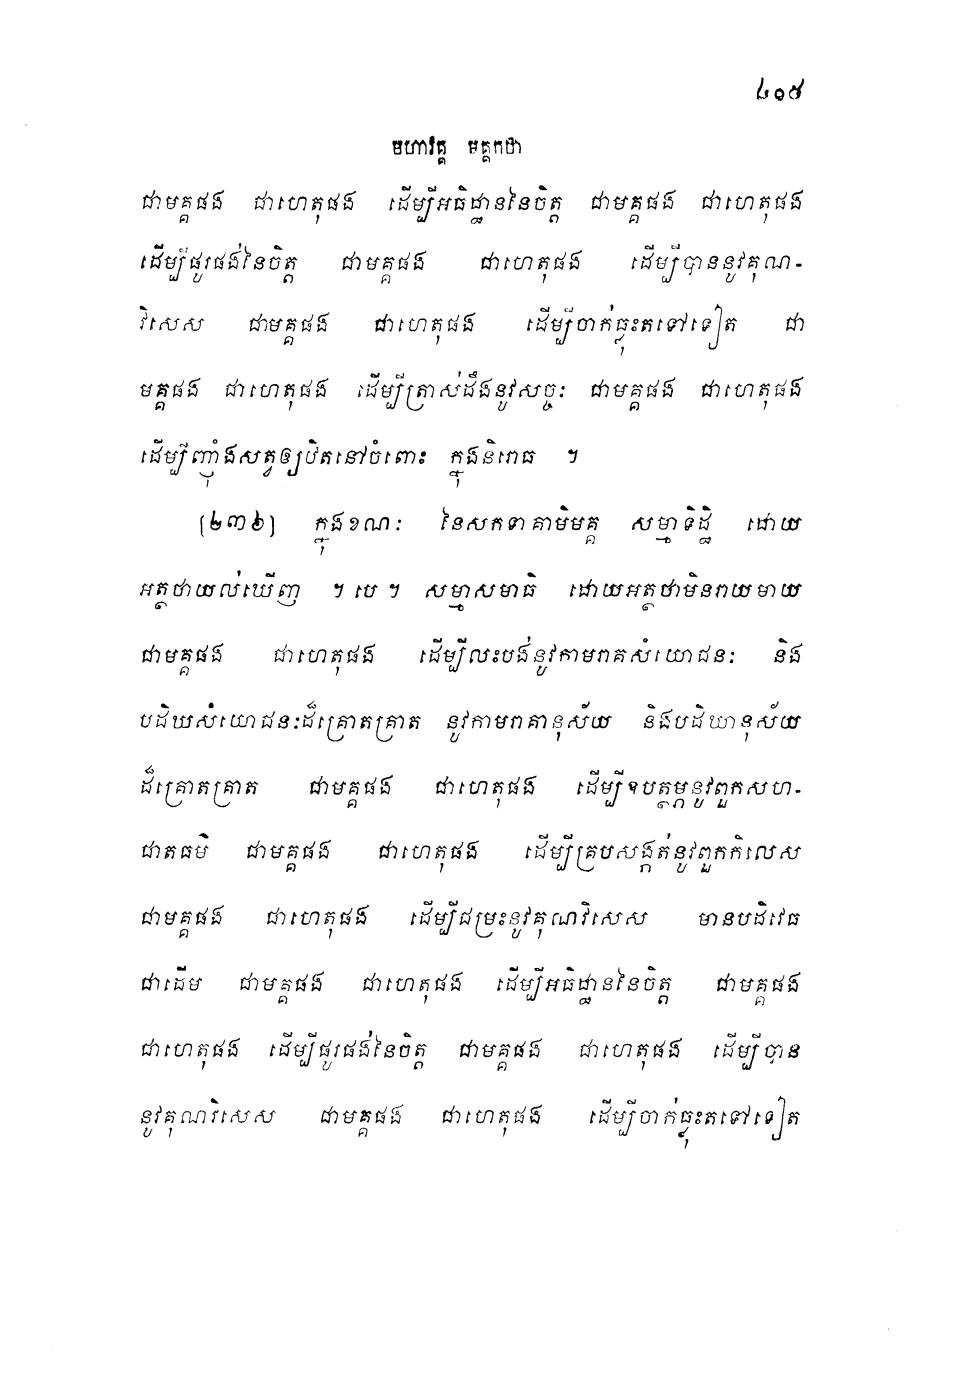 ៤១៥
មហាវគ្គ មគ្គកថា
ជាមគ្គផង ជាហេតុផង ដើម្បីអធិដ្ឋាននៃចិត្ត ជាមគ្គផង ជាហេតុផង
ដើម្បីផូរផង់នៃចិត្ត ជាមគ្គផង ជាហេតុផង ដើម្បីបាននូវគុណ-
វិសេស ជាមគ្គផង ជាហេតុផង ដើម្បីចាក់ធ្លុះតទៅទៀត ជា
មគ្គផង ជាហេតុផង ដើម្បីត្រាស់ដឹងនូវសច្ចៈ ជាមគ្គផង ជាហេតុផង
ដើម្បីញ៉ាំងសត្វឲ្យឋិតនៅចំពោះ ក្នុងនិរោធ ។
[២៣៦] ក្នុងខណៈ នៃសកទាគាមិមគ្គ សម្មាទិដ្ឋិ ដោយ
អត្ថថាយល់ឃើញ ។ បេ ។ សម្មាសមាធិ ដោយអត្ថថាមិនរាយមាយ
ជាមគ្គផង ជាហេតុផង ដើម្បីលះបង់នូវកាមរាគសំយោជនៈ និង
បដិឃសំយោជនៈដ៏គ្រោតគ្រាត នូវកាមរាគានុស័យ និងបដិឃានុស័យ
ដ៏គ្រោតគ្រាត ជាមគ្គផង ជាហេតុផង ដើម្បីឧបត្ថម្ភនូវពួកសហ-
ជាតធម៌ ជាមគ្គផង ជាហេតុផង ដើម្បីគ្របសង្កត់នូវពួកកិលេស
ជាមគ្គផង ជាហេតុផង ដើម្បីជម្រះនូវគុណវិសេស មានបដិវេធ
ជាដើម ជាមគ្គផង ជាហេតុផង ដើម្បីអធិដ្ឋាននៃចិត្ត ជាមគ្គផង
ជាហេតុផង ដើម្បីផូរផង់នៃចិត្ត ជាមគ្គផង ជាហេតុផង ដើម្បីបាន
នូវគុណវិសេស ជាមគ្គផង ជាហេតុផង ដើម្បីចាក់ធ្លុះតទៅទៀត